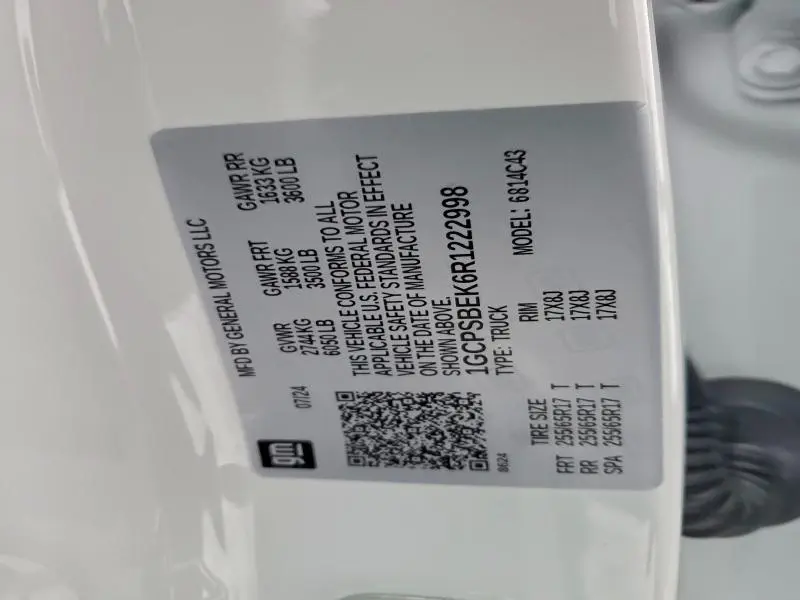 gm
MFD BY GENERAL MOTORS LLC
07/24
GVWR GAWR FRT GAWR RR
2744 KG 1588 KG 1633 KG
6050 LB 3500 LB 3600 LB
THIS VEHICLE CONFORMS TO ALL
APPLICABLE U.S. FEDERAL MOTOR
VEHICLE SAFETY STANDARDS IN EFFECT
ON THE DATE OF MANUFACTURE
SHOWN ABOVE.
1GCPSBEK6R1222998
8624
TYPE: TRUCK
MODEL: 6814C43
TIRE SIZE RIM
FRT 255/65R17 T 17X8J
RR 255/65R17 T 17X8J
SPA 255/65R17 T 17X8J